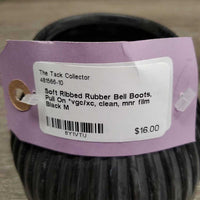 The Tack Collector
481566-10
Soft Ribbed Rubber Bell Boots,
Pull On *vgc/xc, clean, mnr film
Black M
$16.00
BY1VTU